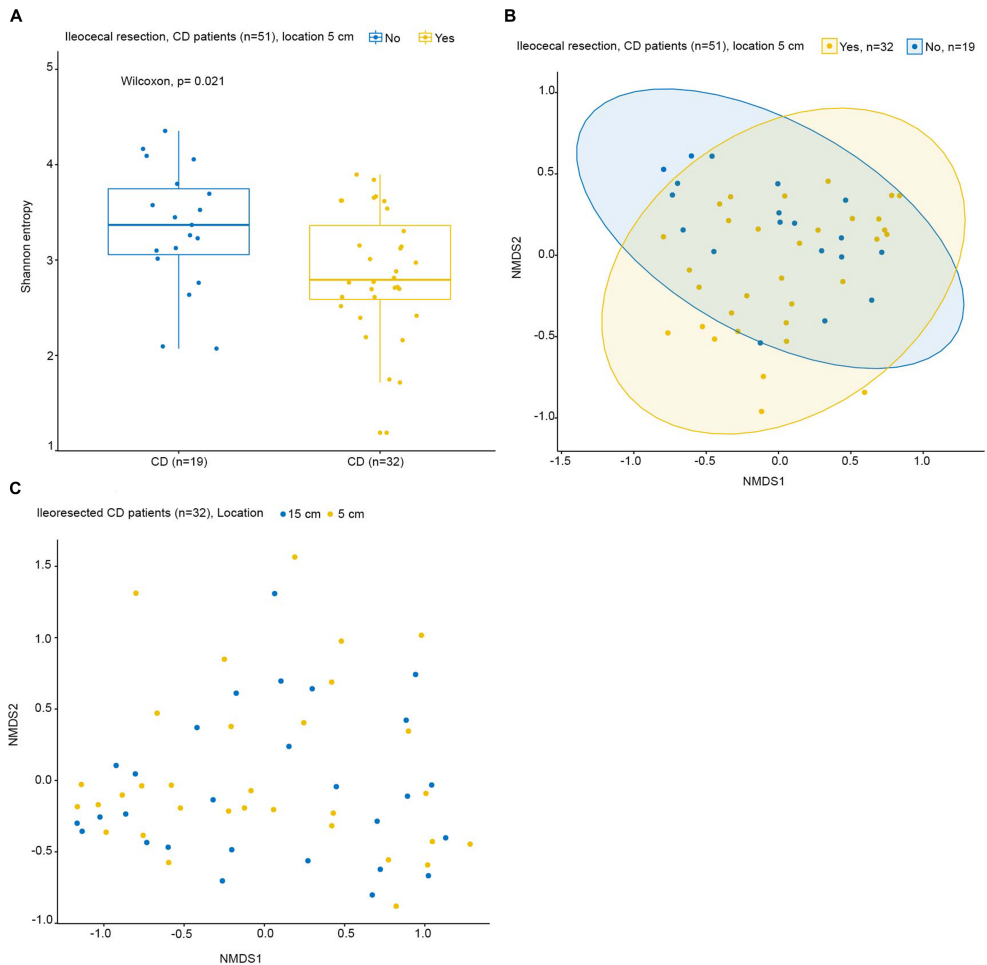 A
Ileocecal resection, CD patients (n=51), location 5 cm No Yes
5
Wilcoxon, p= 0.021
4
3
2
1
Shannon entropy
CD (n=19) CD (n=32)
B
Ileocecal resection, CD patients (n=51), location 5 cm Yes, n=32 No, n=19
1.0
0.5
0.0
-0.5
-1.0
NMDS2
-1.5 -1.0 -0.5 0.0 0.5 1.0
NMDS1
C
Ileoresected CD patients (n=32), Location 15 cm 5 cm
1.5
1.0
0.5
0.0
-0.5
-1.0
NMDS2
-1.0 -0.5 0.0 0.5 1.0
NMDS1